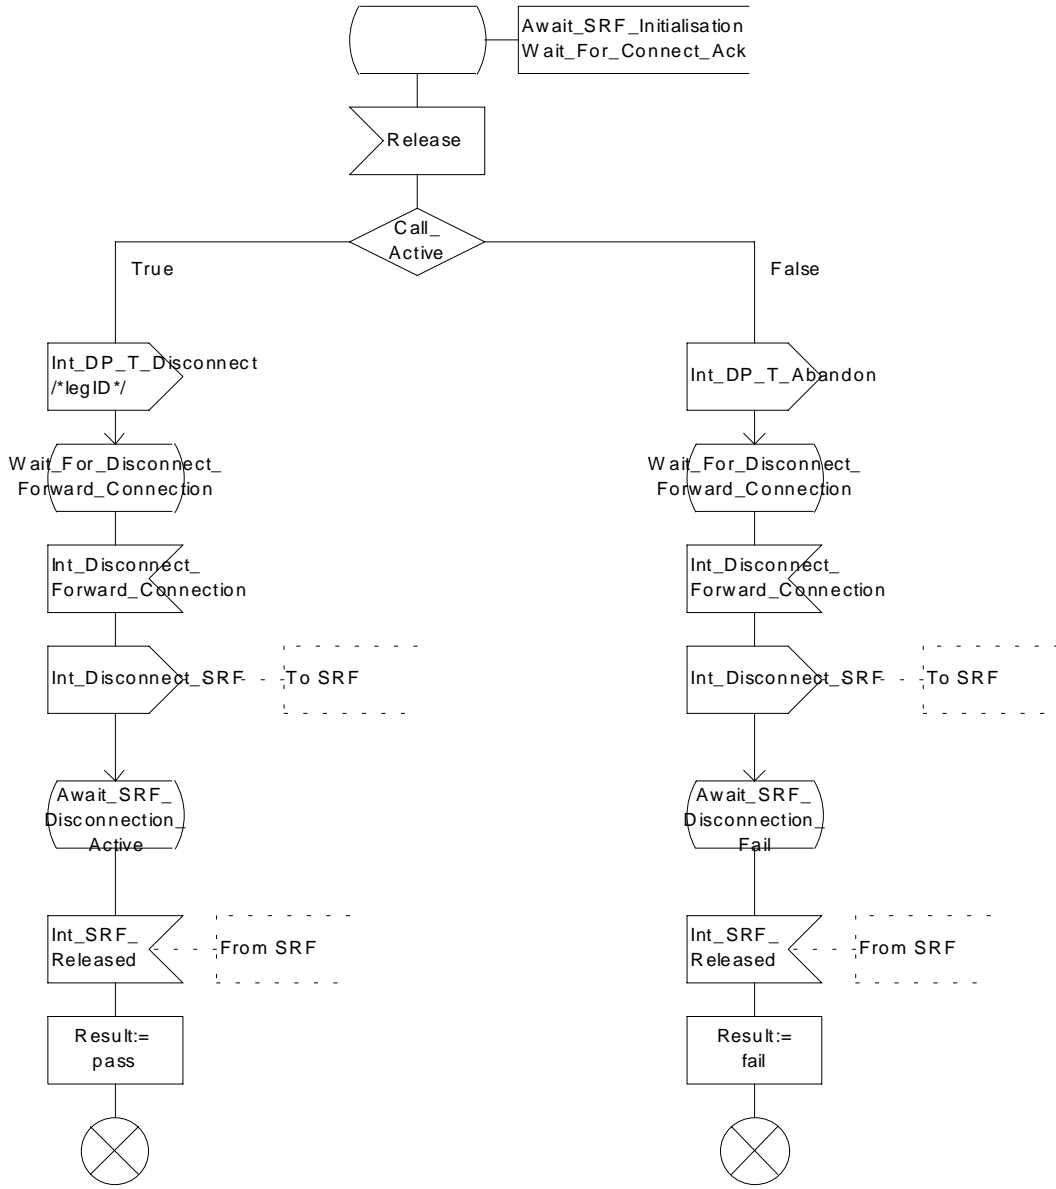 Await_SRF_Initialisation
Wait_For_Connect_Ack
Release
Call_
Active
True
False
Int_DP_T_Disconnect
/*legID*/
Int_DP_T_Abandon
Wait_For_Disconnect_
Forward_Connection
Wait_For_Disconnect_
Forward_Connection
Int_Disconnect_
Forward_Connection
Int_Disconnect_
Forward_Connection
Int_Disconnect_SRF
To SRF
Int_Disconnect_SRF
To SRF
Await_SRF_
Disconnection_
Active
Await_SRF_
Disconnection_
Fail
Int_SRF_
Released
From SRF
Int_SRF_
Released
From SRF
Result:=
pass
Result:=
fail